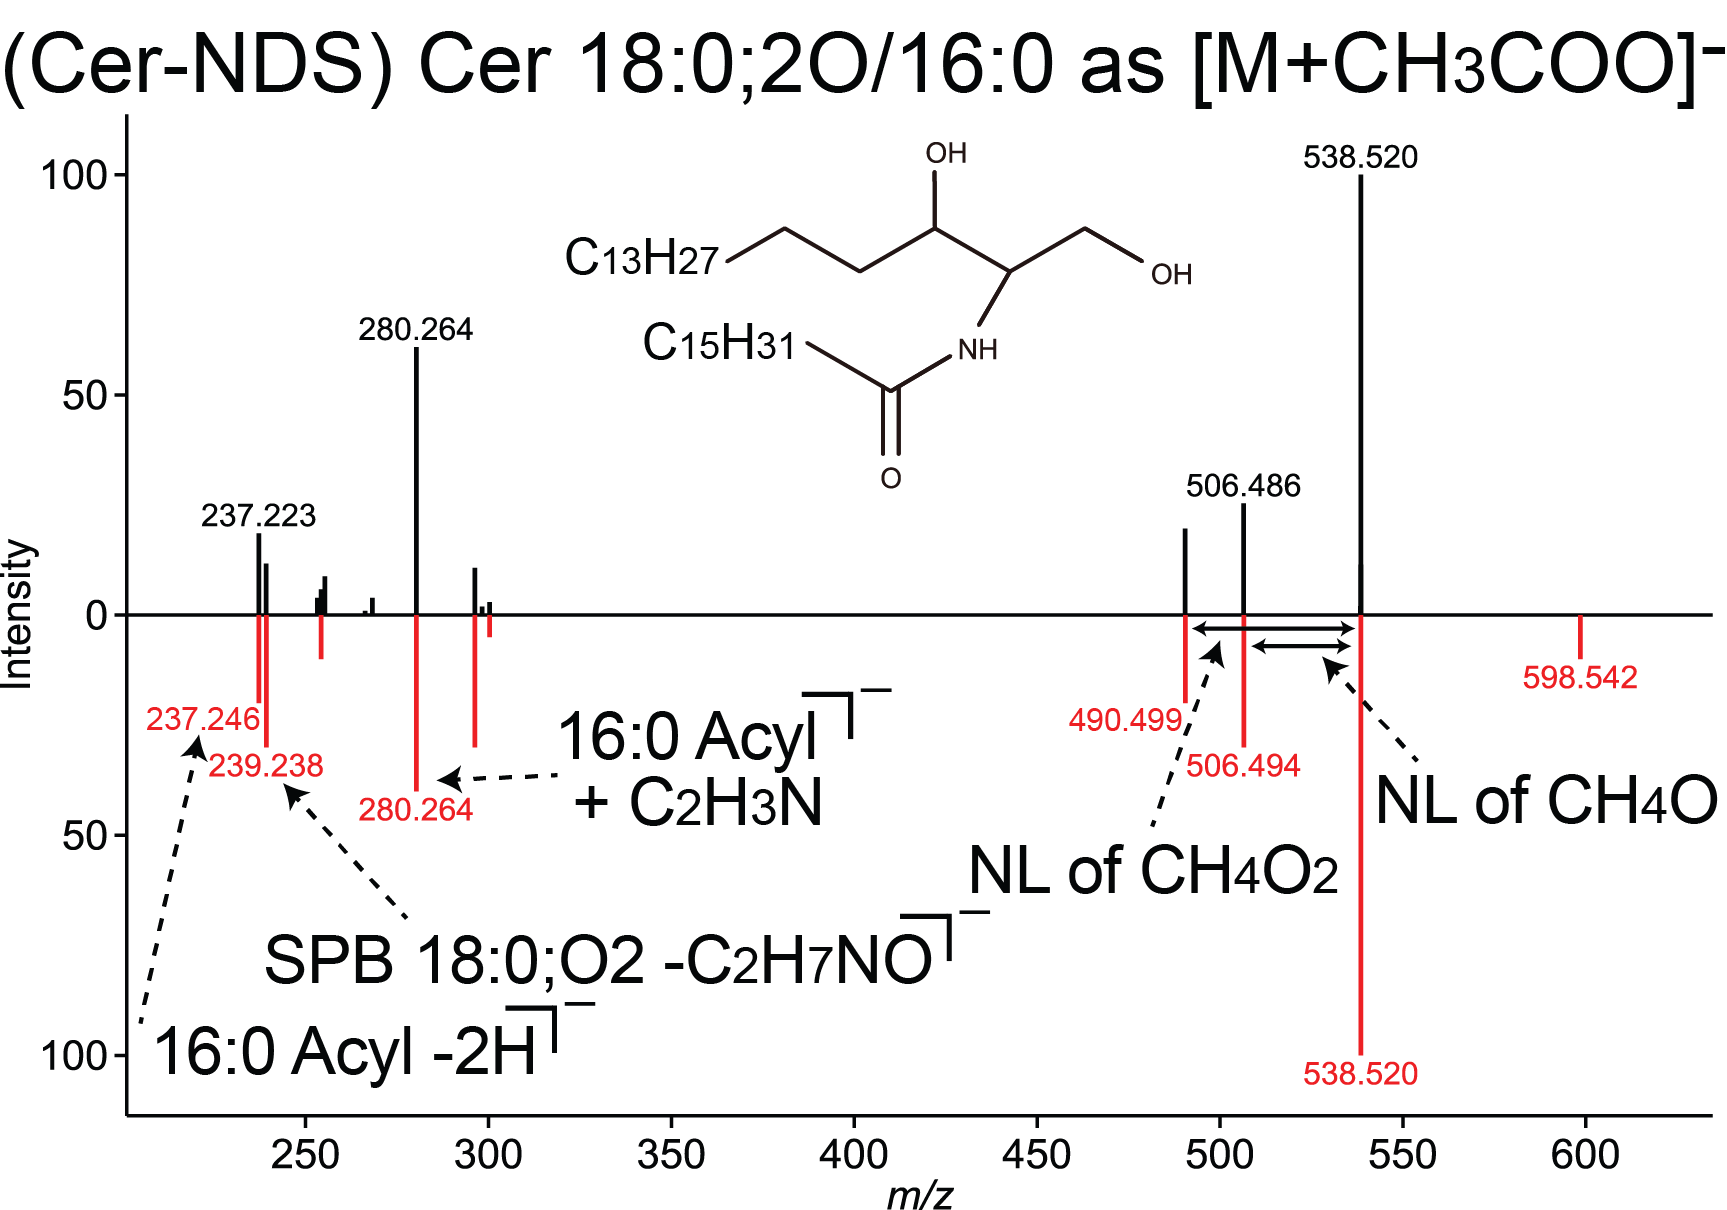 (Cer-NDS) Cer 18:0;2O/16:0 as [M+CH3COO]–
100
50
0
50
100
Intensity
538.520
OH
C13H27
OH
C15H31
NH
O
280.264
237.223
506.486
237.246
239.238
280.264
16:0 Acyl –
+ C2H3N
490.499
506.494
598.542
NL of CH4O
NL of CH4O2
SPB 18:0;O2 -C2H7NO –
16:0 Acyl -2H –
538.520
250 300 350 400 450 500 550 600
m/z